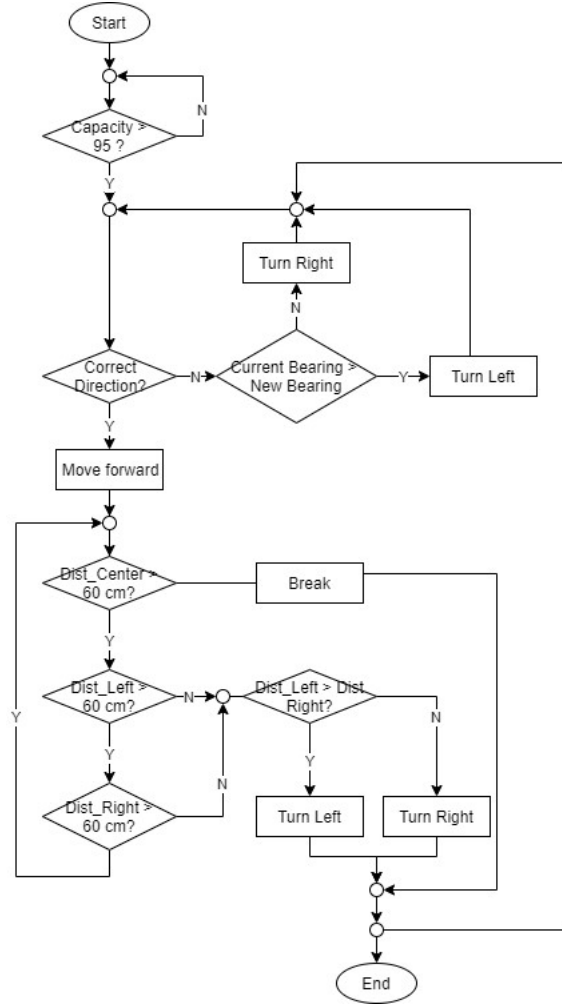 Start
N
Capacity >
95 ?
Y
Turn Right
N
Correct
Direction?
N
Current Bearing >
New Bearing
Y
Turn Left
Y
Move forward
Dist_Center >
60 cm?
Break
Y
Dist_Left >
60 cm?
N
Dist_Left > Dist
Right?
Y
N
Y
Y
N
Dist_Right >
60 cm?
Turn Left
Turn Right
End